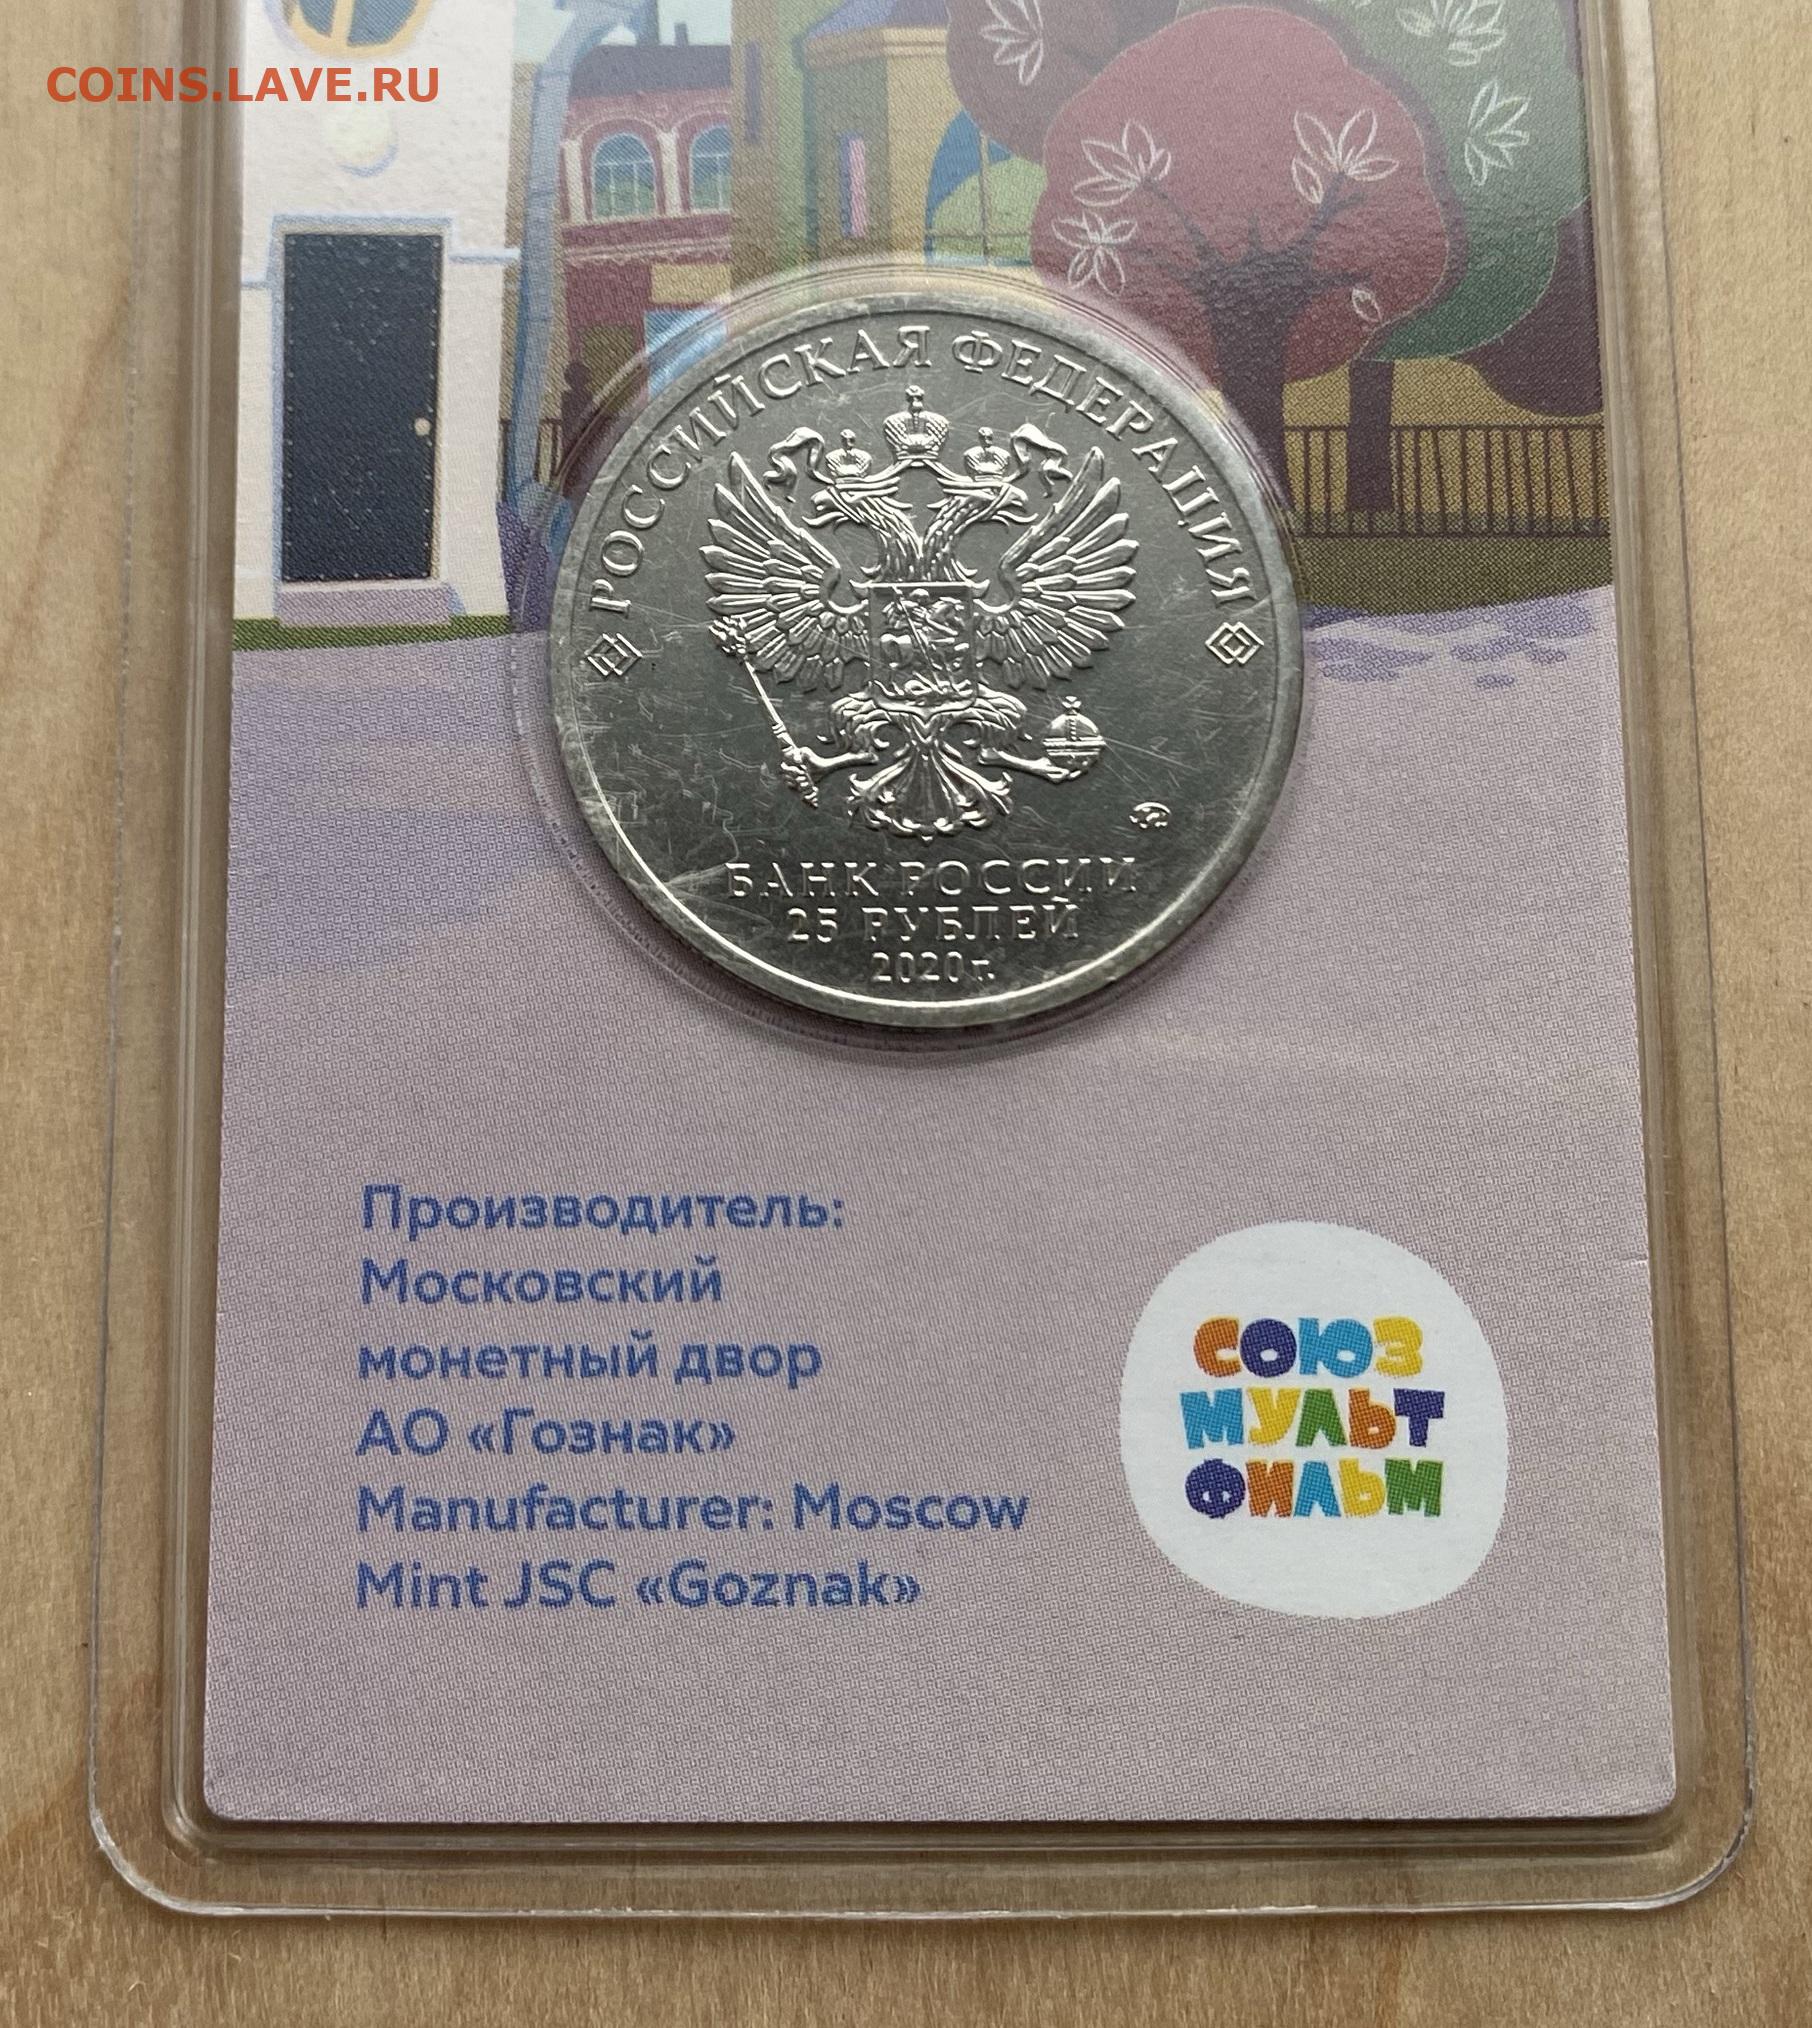 COINS.LAVE.RU
РОССИЙСКАЯ ФЕДЕРАЦИЯ
БАНК РОССИИ
25 РУБЛЕЙ
2020 г.
Производитель:
Московский
монетный двор
АО «Гознак»
Manufacturer: Moscow
Mint JSC «Goznak»
СОЮЗ
МУЛЬТ
ФИЛЬМ